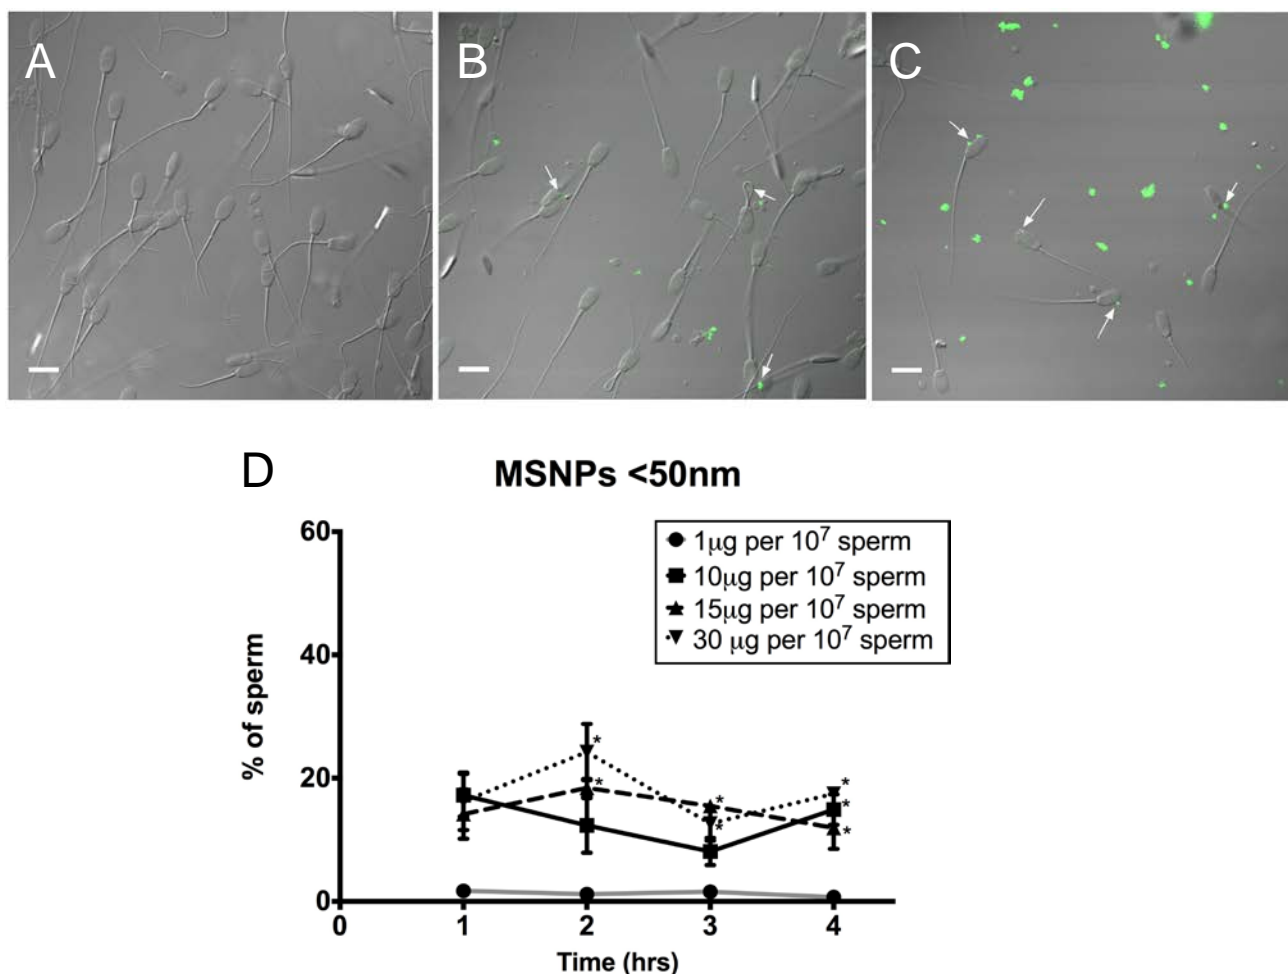 A B C
D
MSNPs <50nm
1µg per 10⁷ sperm
10µg per 10⁷ sperm
15µg per 10⁷ sperm
30 µg per 10⁷ sperm
% of sperm
60
40
20
0
* *
* *
* * *
0 1 2 3 4
Time (hrs)